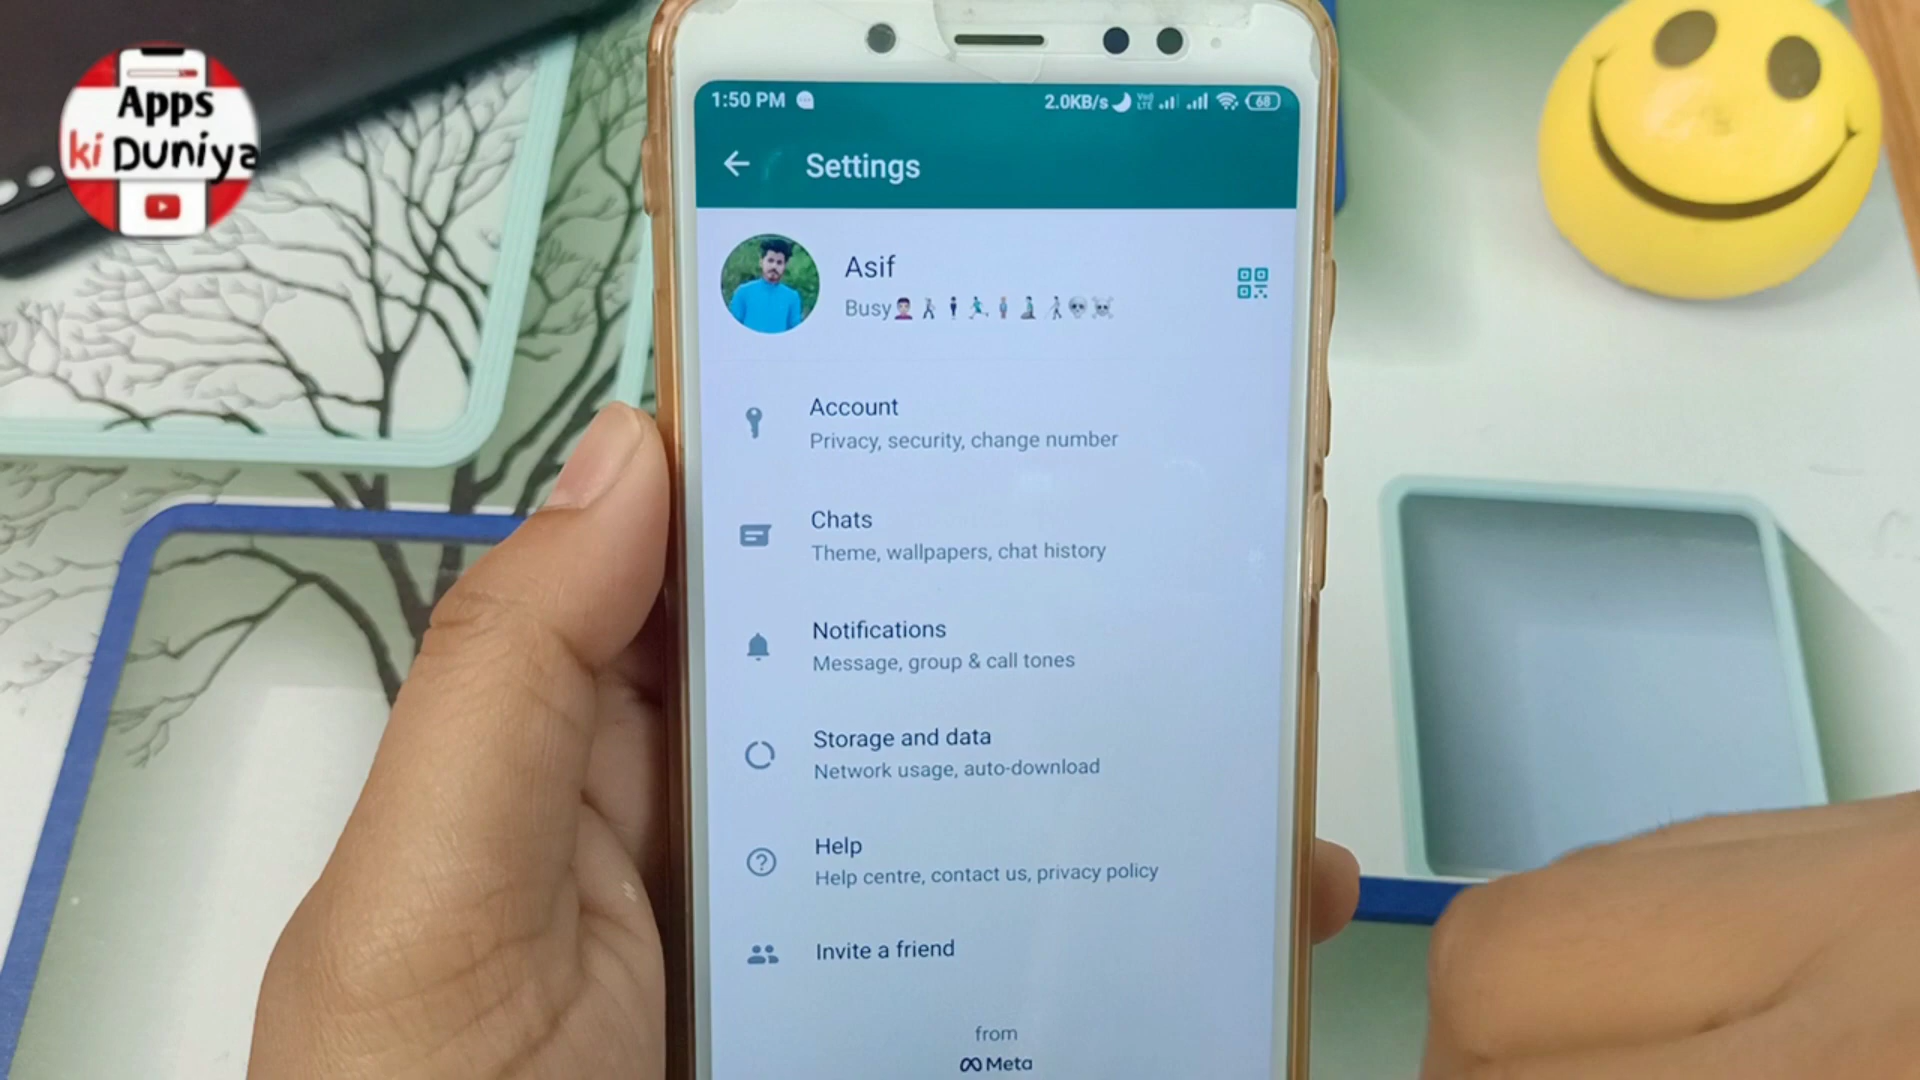 Apps
ki Duniya
1:50 PM
2.0KB/s
VoLTE
68
Settings
Asif
Busy
Account
Privacy, security, change number
Chats
Theme, wallpapers, chat history
Notifications
Message, group & call tones
Storage and data
Network usage, auto-download
Help
Help centre, contact us, privacy policy
Invite a friend
from
Meta